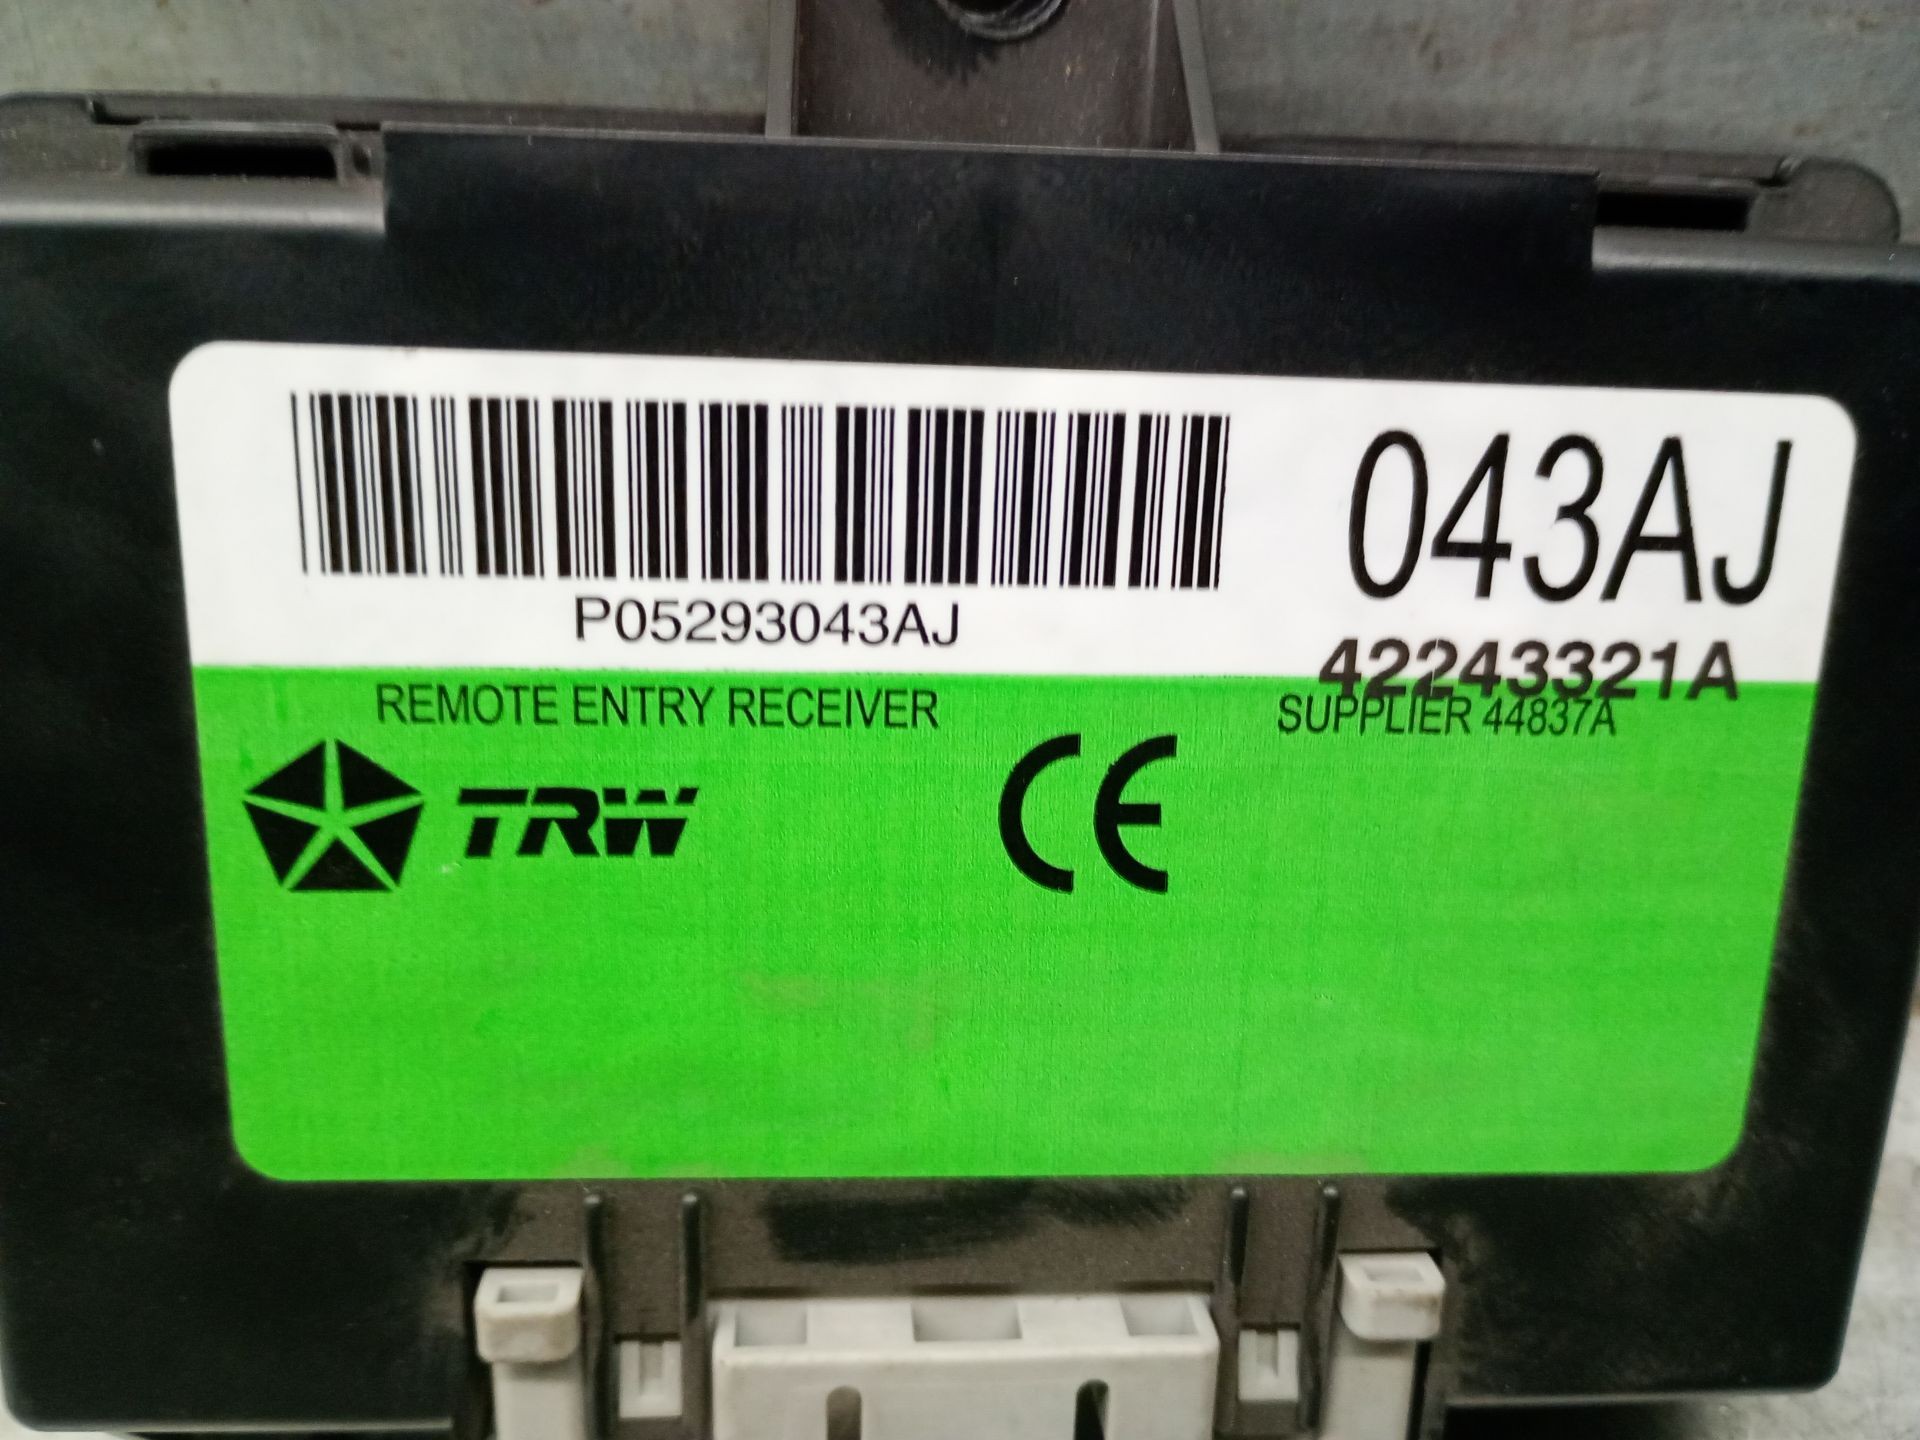 043AJ
P05293043AJ
42243321A
REMOTE ENTRY RECEIVER
SUPPLIER 44837A
TRW
CE